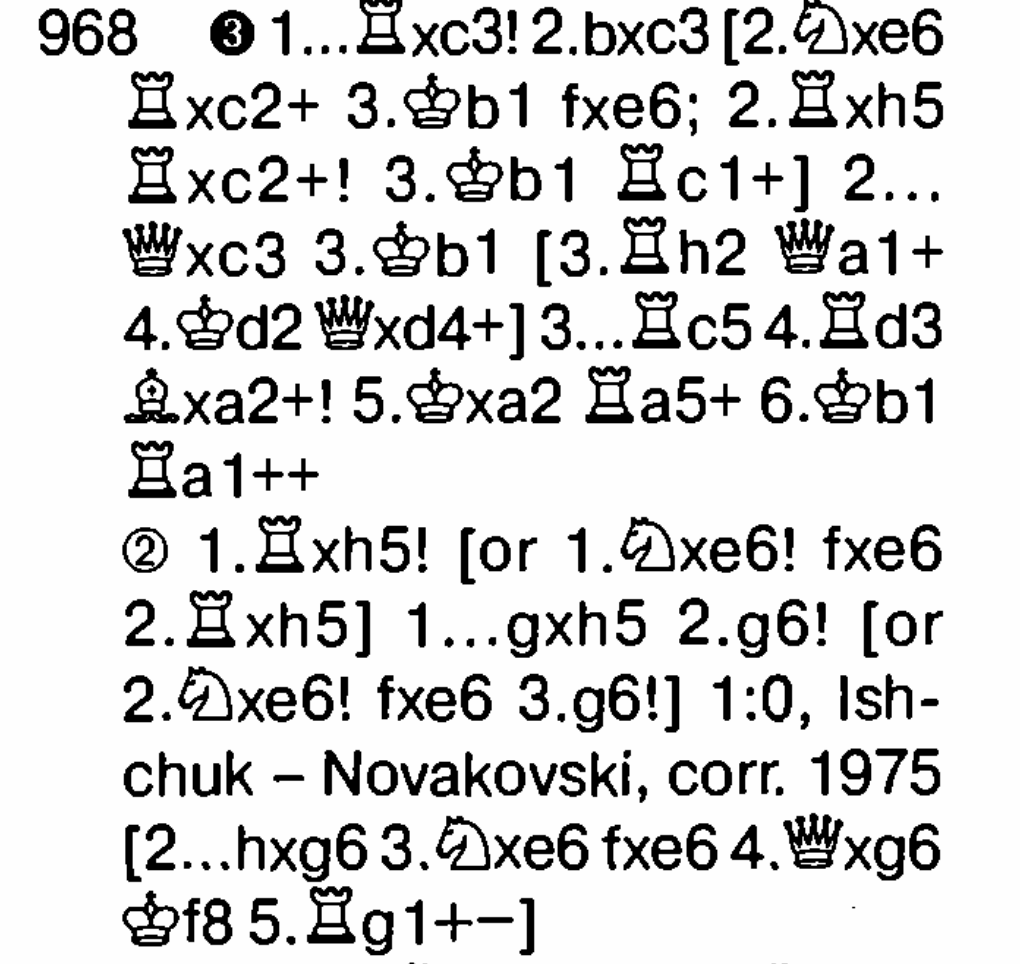 968 ❸ 1...♖xc3! 2.bxc3 [2.♘xe6
♖xc2+ 3.♔b1 fxe6; 2.♖xh5
♖xc2+! 3.♔b1 ♖c1+] 2...
♕xc3 3.♔b1 [3.♖h2 ♕a1+
4.♔d2 ♕xd4+] 3...♖c5 4.♖d3
♗xa2+! 5.♔xa2 ♖a5+ 6.♔b1
♖a1++
② 1.♖xh5! [or 1.♘xe6! fxe6
2.♖xh5] 1...gxh5 2.g6! [or
2.♘xe6! fxe6 3.g6!] 1:0, Ish-
chuk – Novakovski, corr. 1975
[2...hxg6 3.♘xe6 fxe6 4.♕xg6
♔f8 5.♖g1+−]